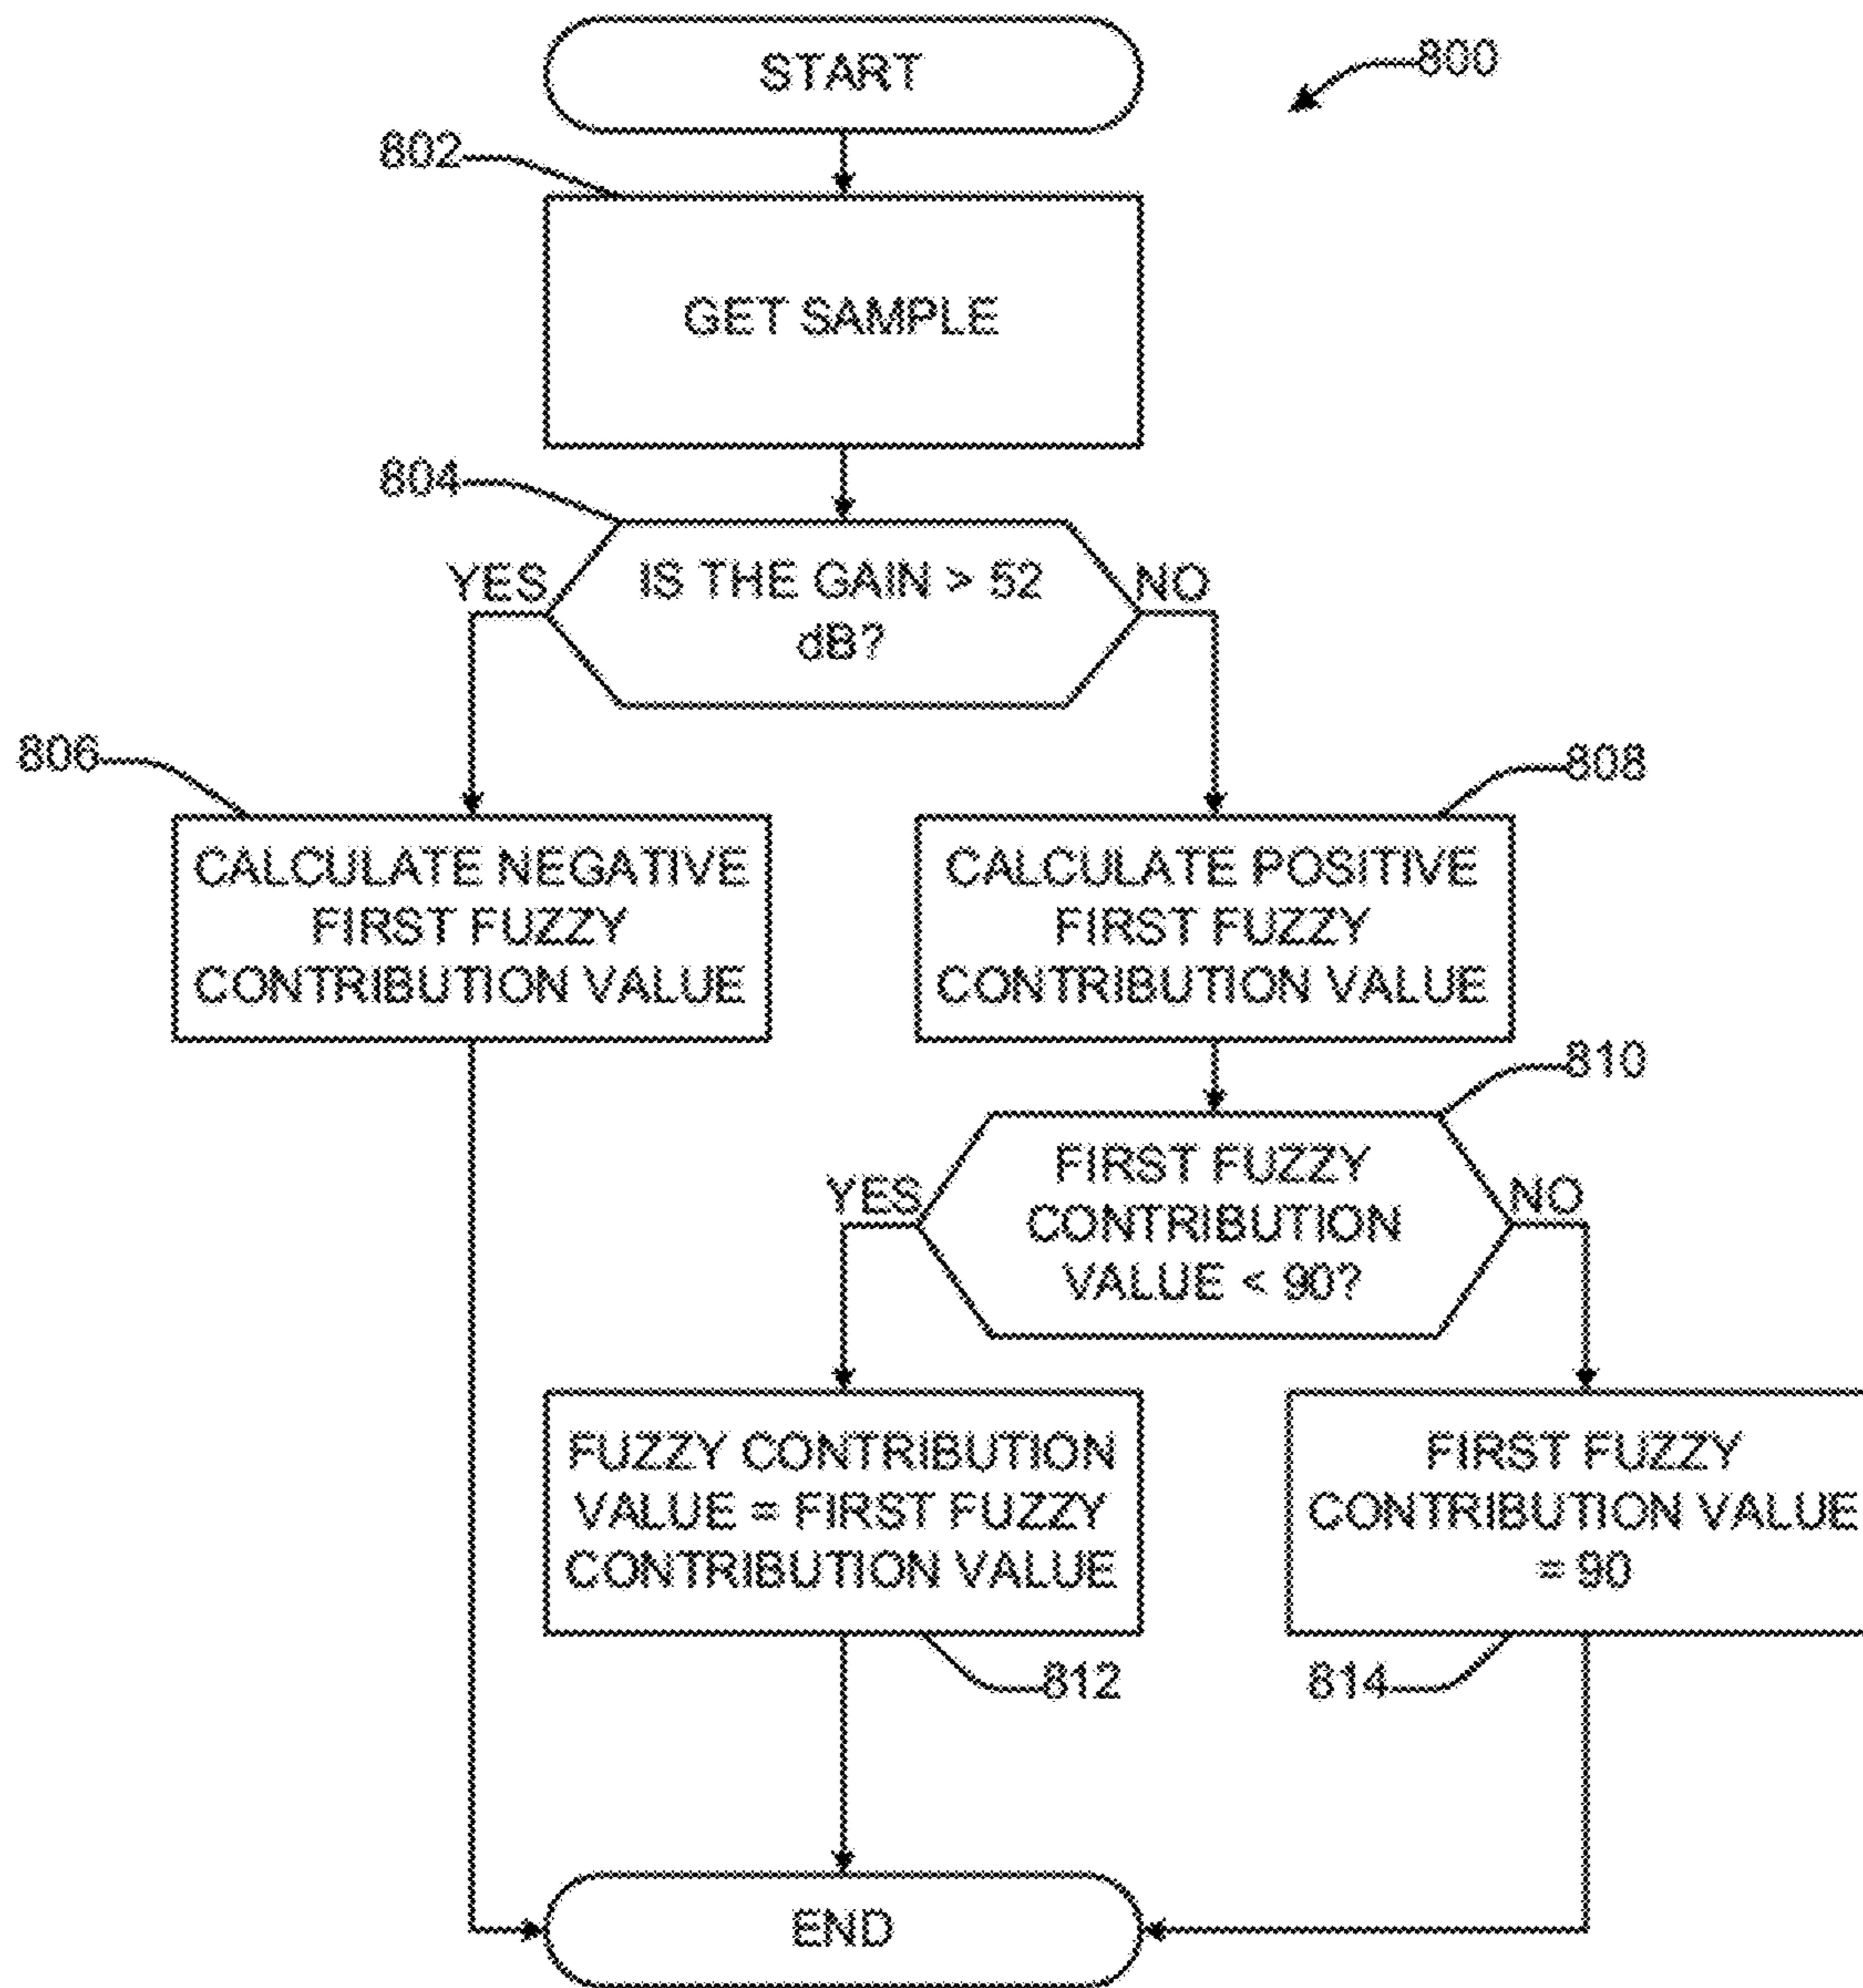 START
800
802
GET SAMPLE
804
YES
IS THE GAIN > 52
dB?
NO
806
808
CALCULATE NEGATIVE
FIRST FUZZY
CONTRIBUTION VALUE
CALCULATE POSITIVE
FIRST FUZZY
CONTRIBUTION VALUE
810
YES
FIRST FUZZY
CONTRIBUTION
VALUE < 90?
NO
FUZZY CONTRIBUTION
VALUE = FIRST FUZZY
CONTRIBUTION VALUE
FIRST FUZZY
CONTRIBUTION VALUE
= 90
812
814
END